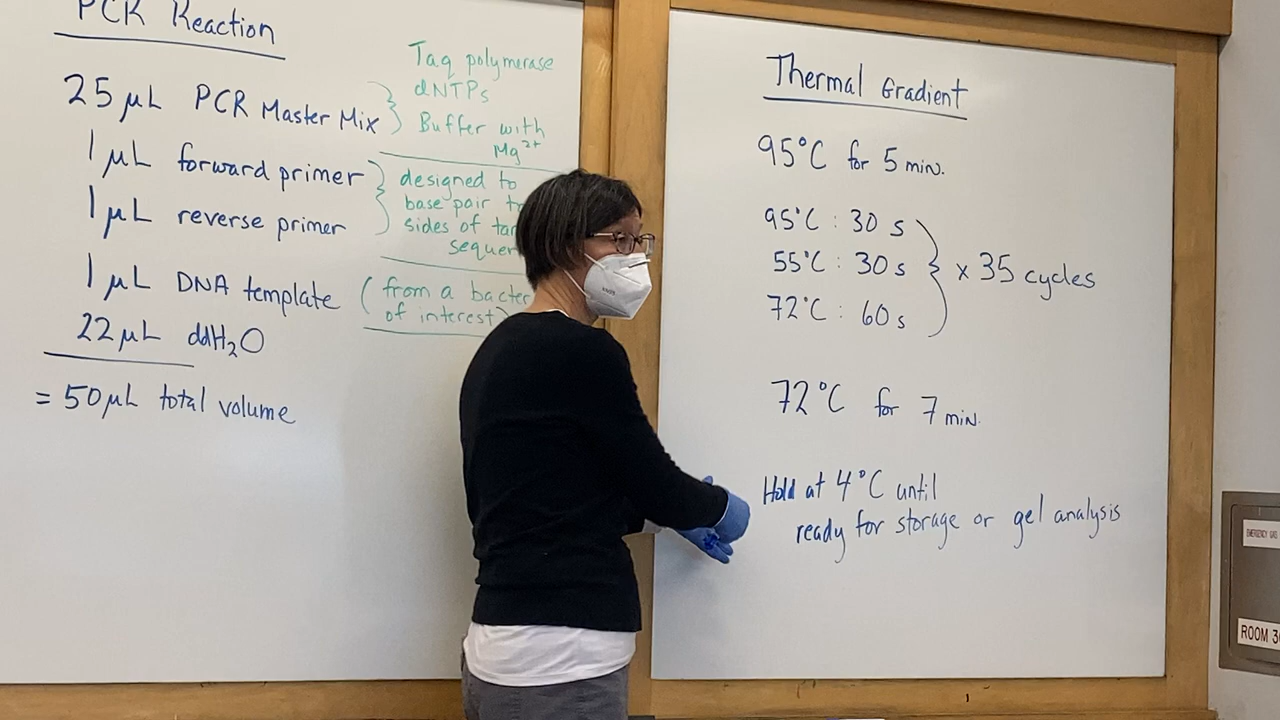 PCR Reaction
25 μL PCR Master Mix
1 μL forward primer
1 μL reverse primer
1 μL DNA template
22 μL ddH₂O
= 50 μL total volume
Taq polymerase
dNTPs
Buffer with
Mg²⁺
designed to
base pair
sides of
(from a
of interest)
Thermal Gradient
95°C for 5 min.
95°C : 30 s
55°C : 30 s
72°C : 60 s
x 35 cycles
72°C for 7 min.
Hold at 4°C until
ready for storage or gel analysis
EMERGENCY GAS
ROOM